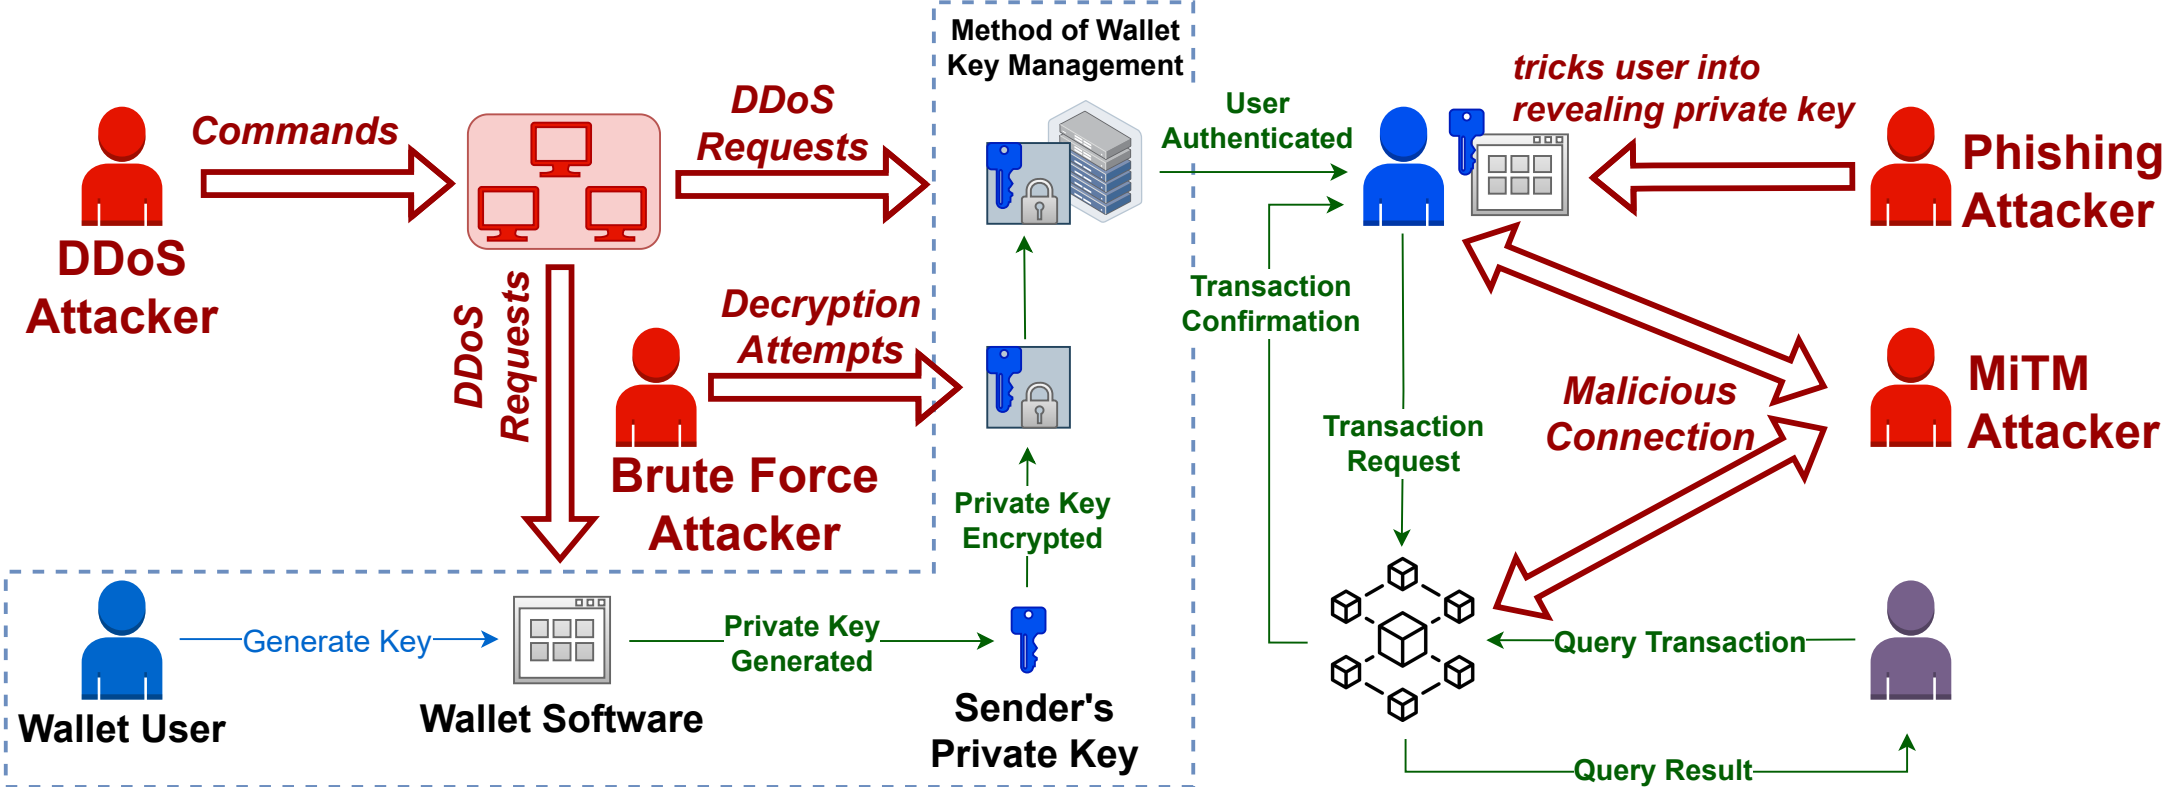 Method of Wallet
Key Management
tricks user into
revealing private key
Commands
DDoS
Requests
User
Authenticated
Phishing
Attacker
DDoS
Attacker
DDoS
Requests
Decryption
Attempts
Transaction
Confirmation
MiTM
Attacker
Malicious
Connection
Transaction
Request
Brute Force
Attacker
Private Key
Encrypted
Generate Key
Private Key
Generated
Query Transaction
Wallet User
Wallet Software
Sender's
Private Key
Query Result